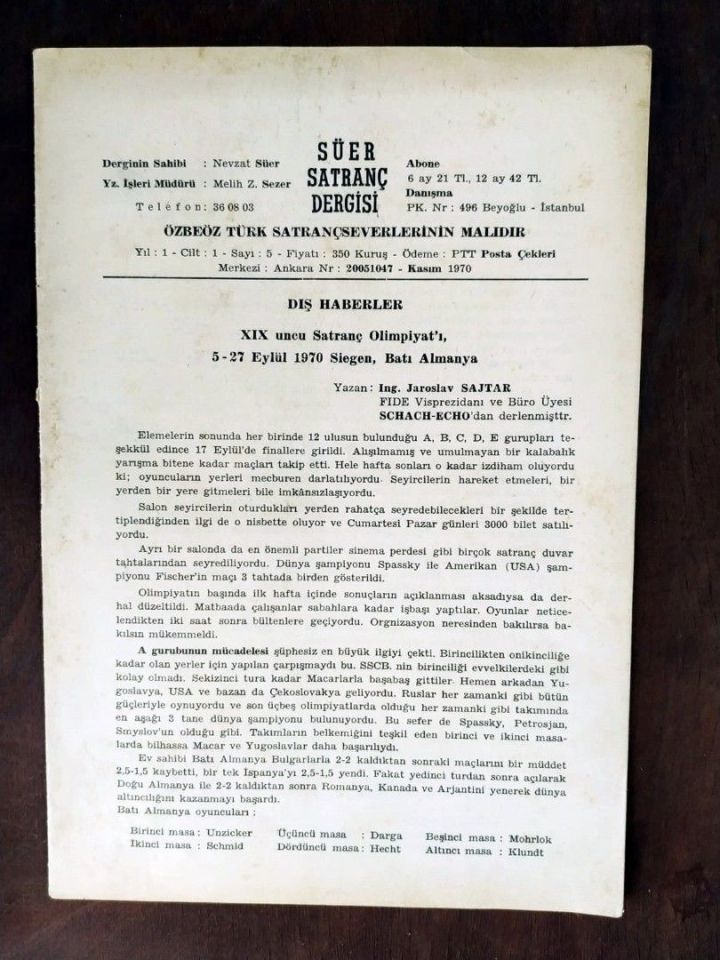 SÜER
SATRANÇ
DERGİSİ
Derginin Sahibi : Nevzat Süer
Yz. İşleri Müdürü : Melih Z. Sezer
Telefon: 36 08 03
Abone
6 ay 21 Tl., 12 ay 42 Tl.
Danışma
PK. Nr : 496 Beyoğlu - İstanbul
ÖZBEÖZ TÜRK SATRANÇSEVERLERİNİN MALIDIR
Yıl : 1 - Cilt : 1 - Sayı : 5 - Fiyatı : 350 Kuruş - Ödeme : PTT Posta Çekleri
Merkezi : Ankara Nr : 20051047 - Kasım 1970
DIŞ HABERLER
XIX uncu Satranç Olimpiyat'ı,
5-27 Eylül 1970 Siegen, Batı Almanya
Yazan : Ing. Jaroslav SAJTAR
FIDE Visprezidanı ve Büro Üyesi
SCHACH-ECHO'dan derlenmişttr.
Elemelerin sonunda her birinde 12 ulusun bulunduğu A, B, C, D, E gurupları te-
şekkül edince 17 Eylül'de finallere girildi. Alışılmamış ve umulmayan bir kalabalık
yarışma bitene kadar maçları takip etti. Hele hafta sonları o kadar izdiham oluyordu
ki; oyuncuların yerleri mecburen darlatılıyordu. Seyircilerin hareket etmeleri, bir
yerden bir yere gitmeleri bile imkânsızlaşıyordu.
Salon seyircilerin oturdukları yerden rahatça seyredebilecekleri bir şekilde ter-
tiplendiğinden ilgi de o nisbette oluyor ve Cumartesi Pazar günleri 3000 bilet satılı-
yordu.
Ayrı bir salonda da en önemli partiler sinema perdesi gibi birçok satranç duvar
tahtalarından seyrediliyordu. Dünya şampiyonu Spassky ile Amerikan (USA) şam-
piyonu Fischer'in maçı 3 tahtada birden gösterildi.
Olimpiyatın başında ilk hafta içinde sonuçların açıklanması aksadıysa da der-
hal düzeltildi. Matbaada çalışanlar sabahlara kadar işbaşı yaptılar. Oyunlar netice-
lendikten iki saat sonra bültenlere geçiyordu. Orgnizasyon neresinden bakılırsa ba-
kılsın mükemmeldi.
A gurubunun mücadelesi şüphesiz en büyük ilgiyi çekti. Birincilikten onikinciliğe
kadar olan yerler için yapılan çarpışmaydı bu. SSCB. nin birinciliği evvelkilerdeki gibi
kolay olmadı. Sekizinci tura kadar Macarlarla başabaş gittiler. Hemen arkadan Yu-
goslavya, USA ve bazan da Çekoslovakya geliyordu. Ruslar her zamanki gibi bütün
güçleriyle oynuyordu ve son üçbeş olimpiyatlarda olduğu her zamanki gibi takımında
en aşağı 3 tane dünya şampiyonu bulunuyordu. Bu sefer de Spassky, Petrosjan,
Smyslov'un olduğu gibi. Takımların belkemiğini teşkil eden birinci ve ikinci masa-
larda bilhassa Macar ve Yugoslavlar daha başarılıydı.
Ev sahibi Batı Almanya Bulgarlarla 2-2 kaldıktan sonraki maçlarını bir müddet
2,5-1,5 kaybetti, bir tek İspanya'yı 2,5-1,5 yendi. Fakat yedinci turdan sonra açılarak
Doğu Almanya ile 2-2 kaldıktan sonra Romanya, Kanada ve Arjantini yenerek dünya
altıncılığını kazanmayı başardı.
Batı Almanya oyuncuları ;
Birinci masa : Unzicker Üçüncü masa : Darga Beşinci masa : Mohrlok
İkinci masa : Schmid Dördüncü masa : Hecht Altıncı masa : Klundt